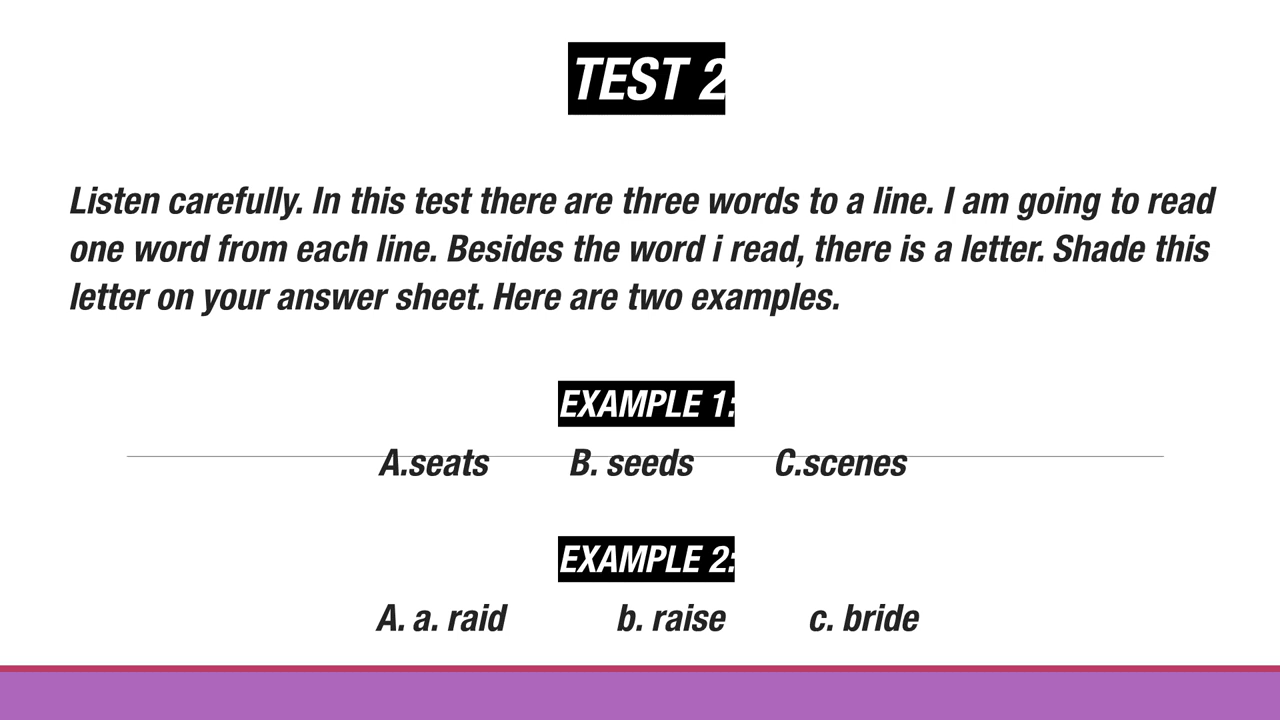 TEST 2
Listen carefully. In this test there are three words to a line. I am going to read
one word from each line. Besides the word i read, there is a letter. Shade this
letter on your answer sheet. Here are two examples.
EXAMPLE 1:
A.seats B. seeds C.scenes
EXAMPLE 2:
A. a. raid b. raise c. bride